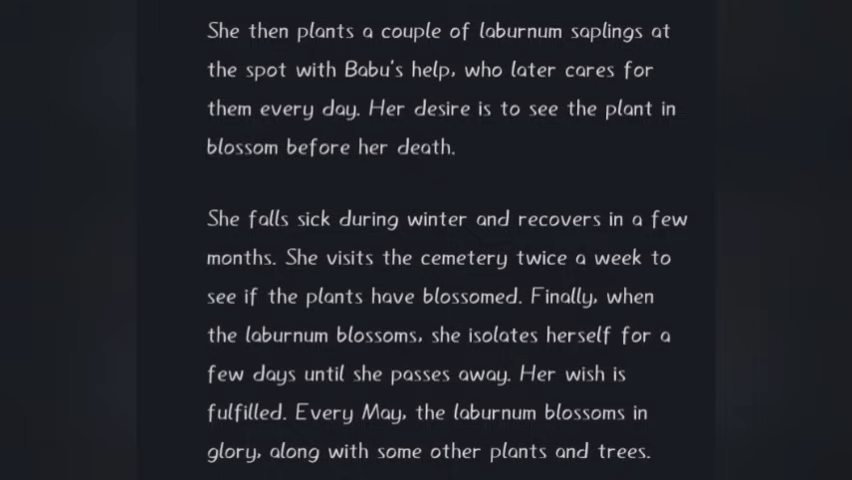 She then plants a couple of laburnum saplings at
the spot with Babu's help, who later cares for
them every day. Her desire is to see the plant in
blossom before her death.
She falls sick during winter and recovers in a few
months. She visits the cemetery twice a week to
see if the plants have blossomed. Finally, when
the laburnum blossoms, she isolates herself for a
few days until she passes away. Her wish is
fulfilled. Every May, the laburnum blossoms in
glory, along with some other plants and trees.